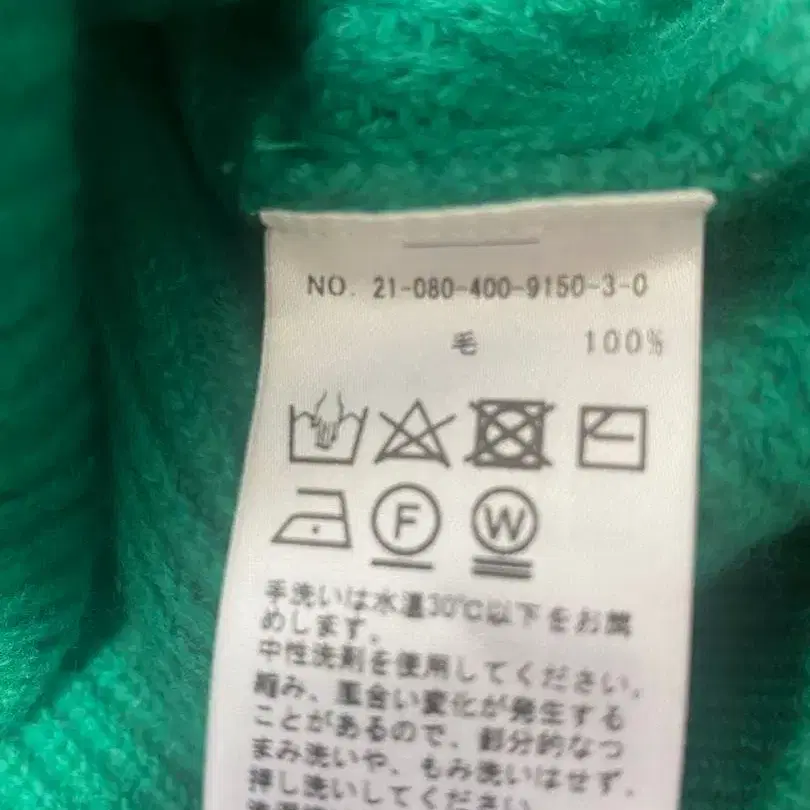 NO. 21-080-400-9150-3-0
毛 100%
F W
手洗いは水温30℃以下をお薦
めします。
中性洗剤を使用してください。
縮み、風合い変化が発生する
ことがあるので、部分的なつ
まみ洗いや、もみ洗いはせず、
押し洗いしてください。